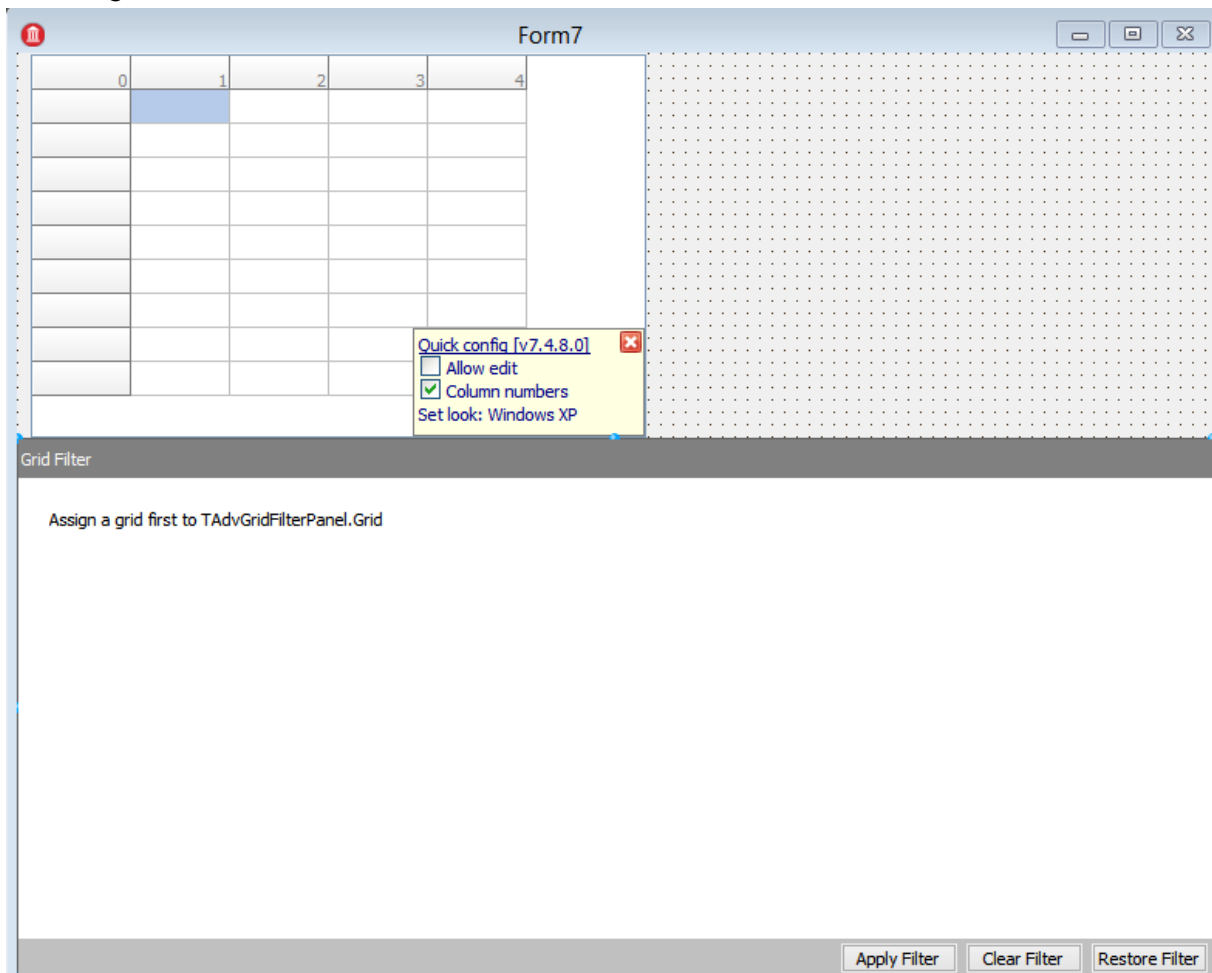 Form7
0 1 2 3 4
Quick config [v7.4.8.0]
Allow edit
Column numbers
Set look: Windows XP
Grid Filter
Assign a grid first to TAdvGridFilterPanel.Grid
Apply Filter Clear Filter Restore Filter